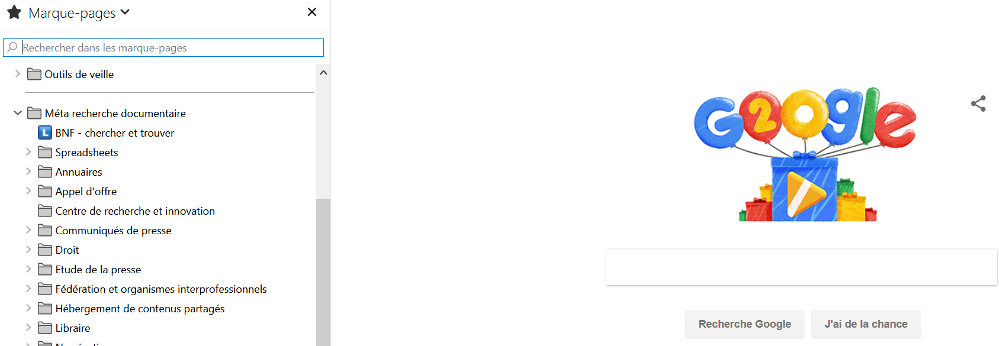 Marque-pages
Rechercher dans les marque-pages
Outils de veille
Méta recherche documentaire
BNF - chercher et trouver
Spreadsheets
Annuaires
Appel d'offre
Centre de recherche et innovation
Communiqués de presse
Droit
Etude de la presse
Fédération et organismes interprofessionnels
Hébergement de contenus partagés
Libraire
G20gle
Recherche Google
J'ai de la chance